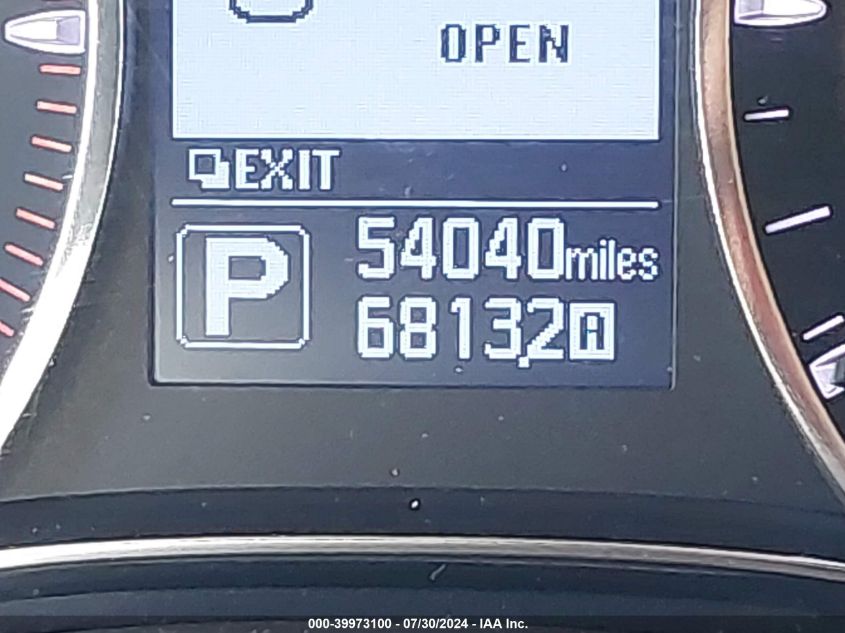 OPEN
EXIT
P
54040miles
6813.2A
000-39973100 - 07/30/2024 - IAA Inc.